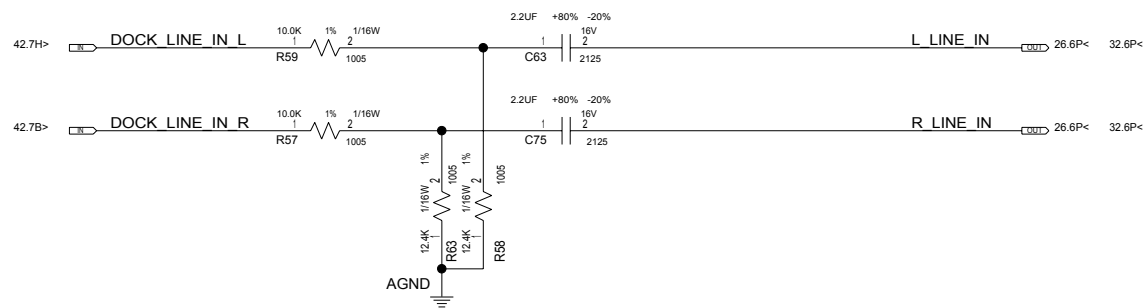 2.2UF +80% -20%
42.7H> IN DOCK_LINE_IN_L 10.0K 1% 1/16W 16V L_LINE_IN OUT 26.6P< 32.6P<
1 2 1 2
R59 1005 C63 2125
2.2UF +80% -20%
42.7B> IN DOCK_LINE_IN_R 10.0K 1% 1/16W 16V R_LINE_IN OUT 26.6P< 32.6P<
1 2 1 2
R57 1005 C75 2125
12.4K 1/16W 1%
1 2
R63 1005
12.4K 1/16W 1%
1 2
R58 1005
AGND